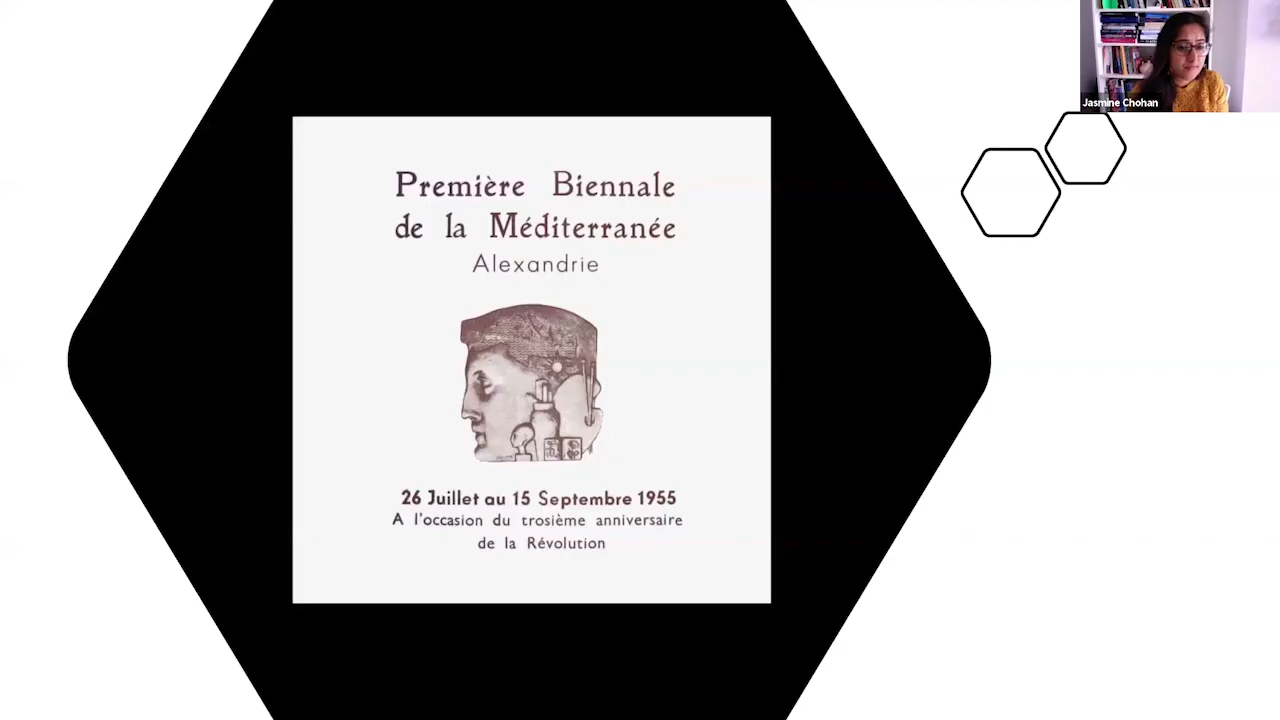 Première Biennale
de la Méditerranée
Alexandrie
26 Juillet au 15 Septembre 1955
A l'occasion du trosième anniversaire
de la Révolution
Jasmine Chohan